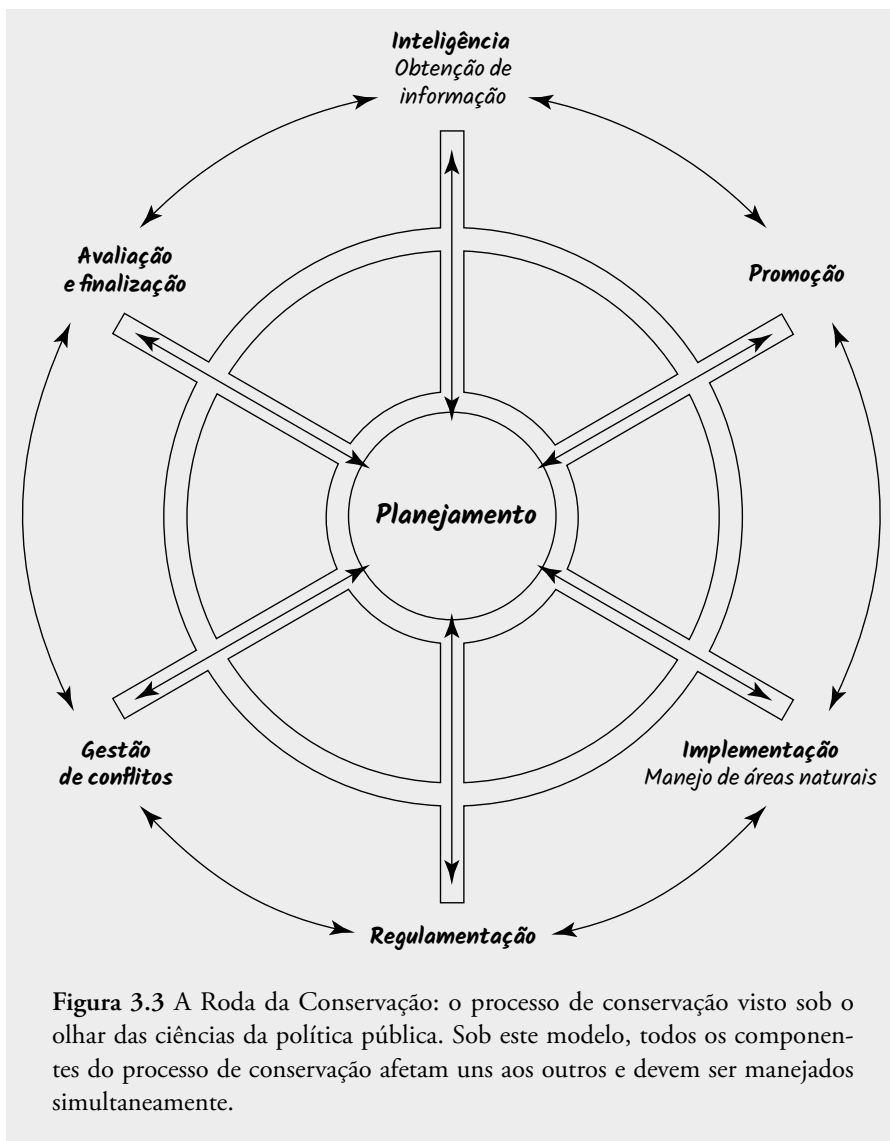 Inteligência
Obtenção de
informação
Avaliação
e finalização
Promoção
Planejamento
Gestão
de conflitos
Implementação
Manejo de áreas naturais
Regulamentação
Figura 3.3 A Roda da Conservação: o processo de conservação visto sob o
olhar das ciências da política pública. Sob este modelo, todos os componen-
tes do processo de conservação afetam uns aos outros e devem ser manejados
simultaneamente.